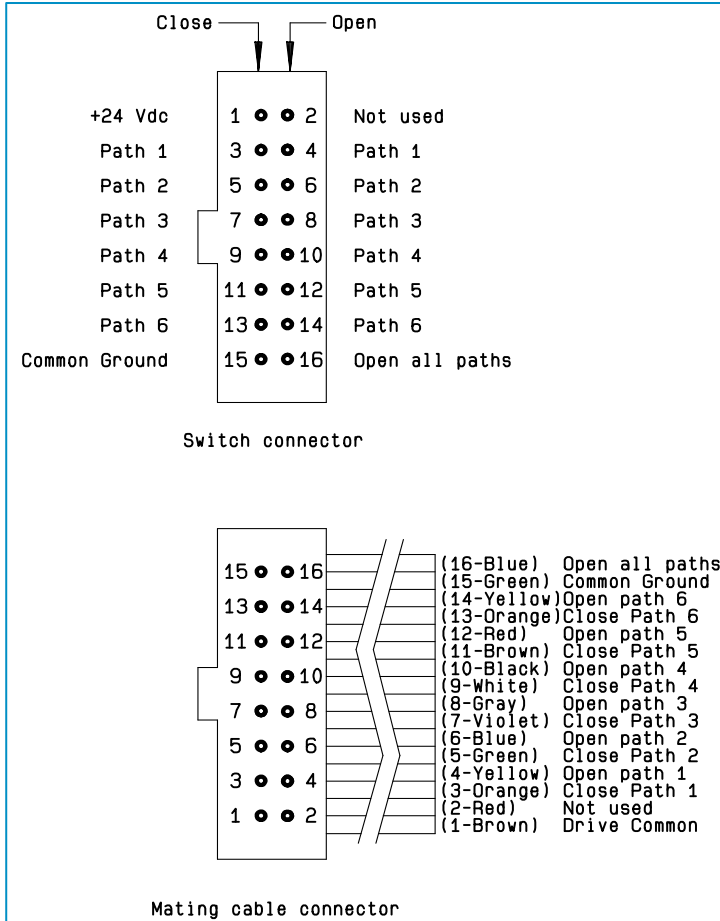 Close Open
+24 Vdc 1 2 Not used
Path 1 3 4 Path 1
Path 2 5 6 Path 2
Path 3 7 8 Path 3
Path 4 9 10 Path 4
Path 5 11 12 Path 5
Path 6 13 14 Path 6
Common Ground 15 16 Open all paths
Switch connector
15 16
13 14
11 12
9 10
7 8
5 6
3 4
1 2
(16-Blue) Open all paths
(15-Green) Common Ground
(14-Yellow)Open path 6
(13-Orange)Close Path 6
(12-Red) Open path 5
(11-Brown) Close Path 5
(10-Black) Open path 4
(9-White) Close Path 4
(8-Gray) Open path 3
(7-Violet) Close Path 3
(6-Blue) Open path 2
(5-Green) Close Path 2
(4-Yellow) Open path 1
(3-Orange) Close Path 1
(2-Red) Not used
(1-Brown) Drive Common
Mating cable connector